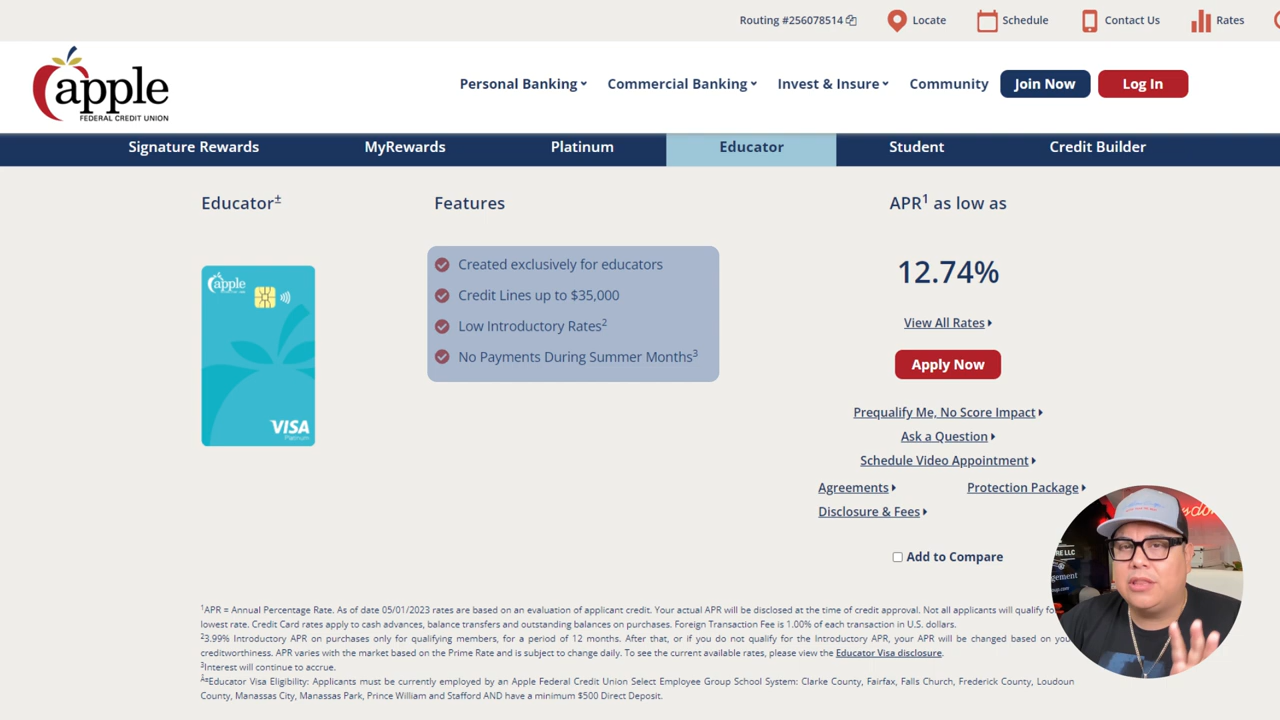 Routing #256078514
Locate
Schedule
Contact Us
Rates
apple
FEDERAL CREDIT UNION
Personal Banking
Commercial Banking
Invest & Insure
Community
Join Now
Log In
Signature Rewards
MyRewards
Platinum
Educator
Student
Credit Builder
Educator±
Features
APR¹ as low as
apple
VISA
Platinum
Created exclusively for educators
Credit Lines up to $35,000
Low Introductory Rates²
No Payments During Summer Months³
12.74%
View All Rates
Apply Now
Prequalify Me, No Score Impact
Ask a Question
Schedule Video Appointment
Agreements
Protection Package
Disclosure & Fees
Add to Compare
¹APR = Annual Percentage Rate. As of date 05/01/2023 rates are based on an evaluation of applicant credit. Your actual APR will be disclosed at the time of credit approval. Not all applicants will qualify
lowest rate. Credit Card rates apply to cash advances, balance transfers and outstanding balances on purchases. Foreign Transaction Fee is 1.00% of each transaction in U.S. dollars.
²3.99% Introductory APR on purchases only for qualifying members, for a period of 12 months. After that, or if you do not qualify for the Introductory APR, your APR will be changed based on
creditworthiness. APR varies with the market based on the Prime Rate and is subject to change daily. To see the current available rates, please view the Educator Visa disclosure.
³Interest will continue to accrue.
±Educator Visa Eligibility: Applicants must be currently employed by an Apple Federal Credit Union Select Employee Group School System: Clarke County, Fairfax, Falls Church, Frederick County, Loudoun
County, Manassas City, Manassas Park, Prince William and Stafford AND have a minimum $500 Direct Deposit.